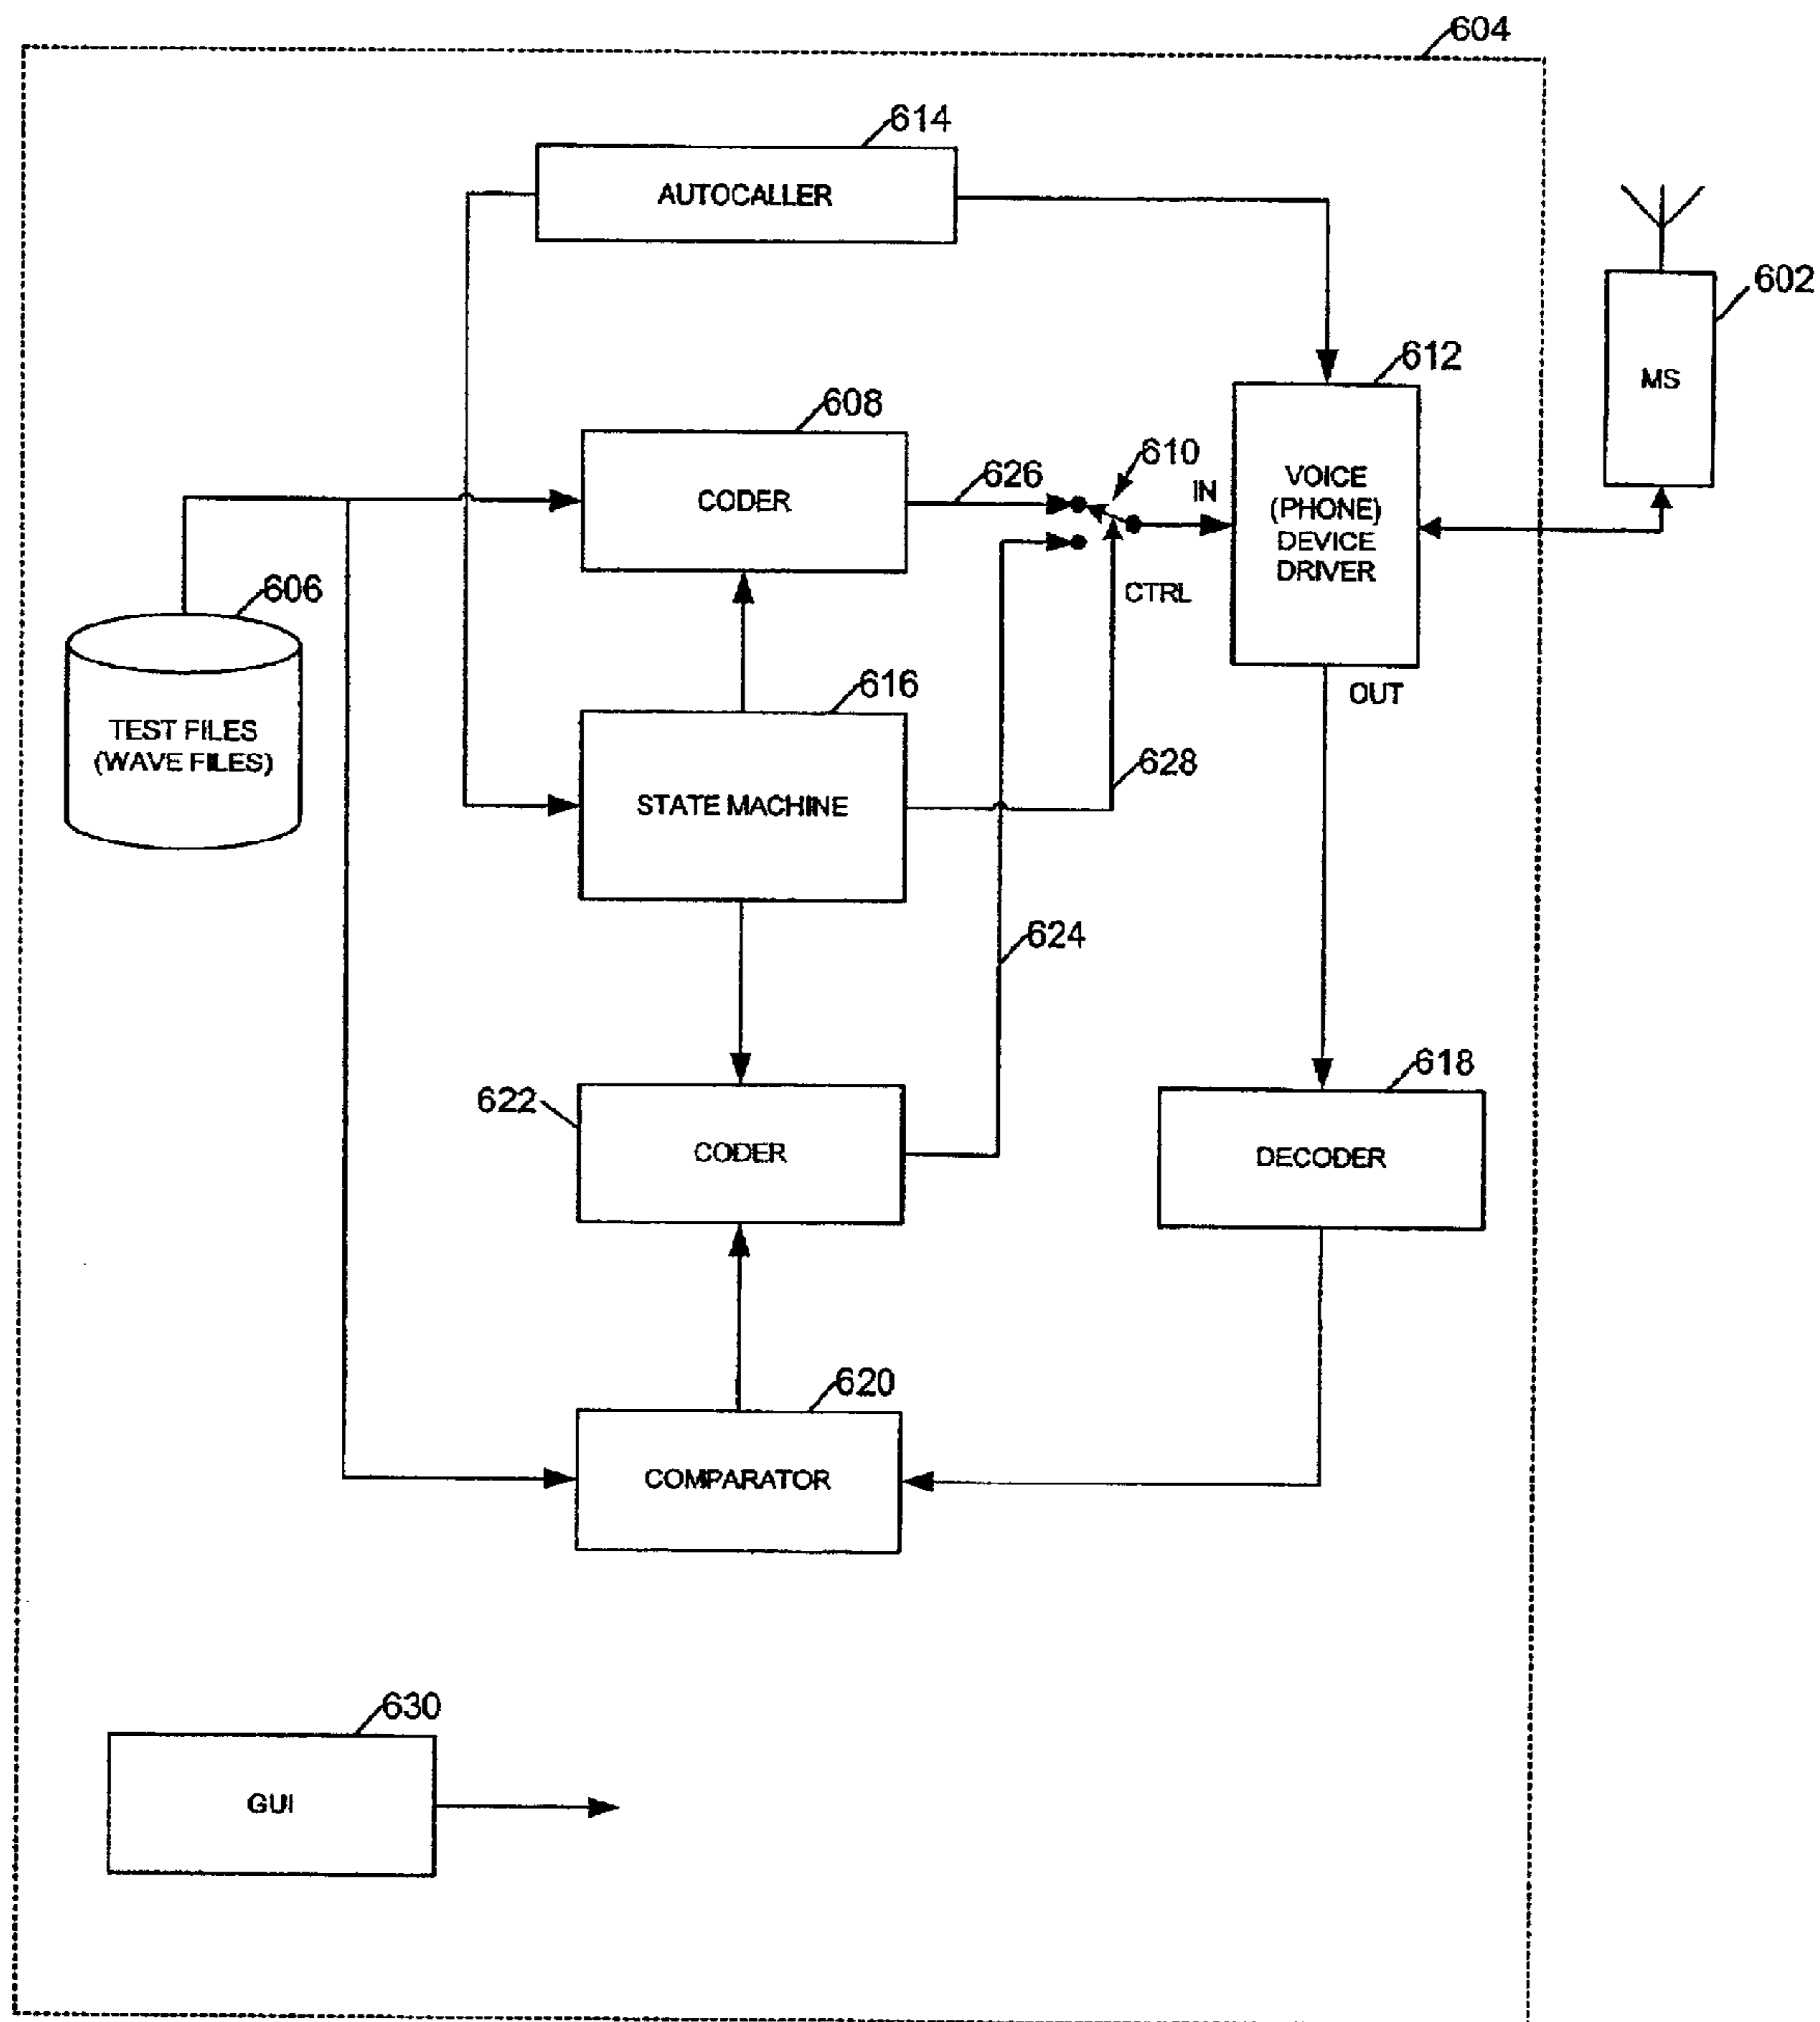 604
614
AUTOCALLER
602
MS
612
VOICE
(PHONE)
DEVICE
DRIVER
608
CODER
626
610
IN
CTRL
606
TEST FILES
(WAVE FILES)
616
STATE MACHINE
OUT
628
624
618
DECODER
622
CODER
620
COMPARATOR
630
GUI